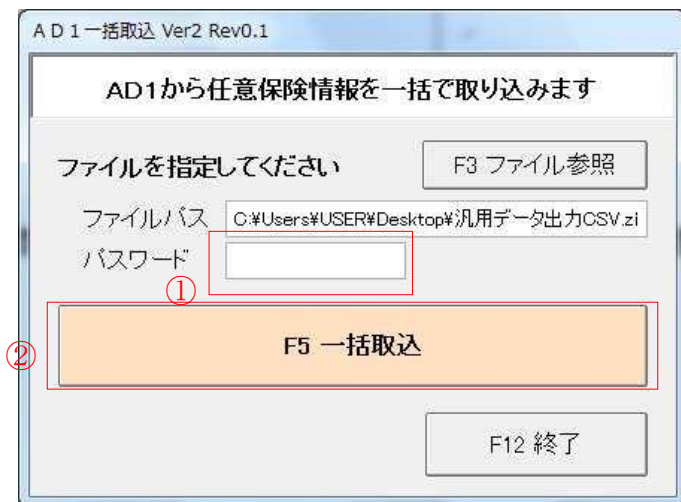 ＡＤ１一括取込 Ver2 Rev0.1
AD1から任意保険情報を一括で取り込みます
ファイルを指定してください
F3 ファイル参照
ファイルパス C:¥Users¥USER¥Desktop¥汎用データ出力CSV.zi
パスワード
①
②
F5 一括取込
F12 終了